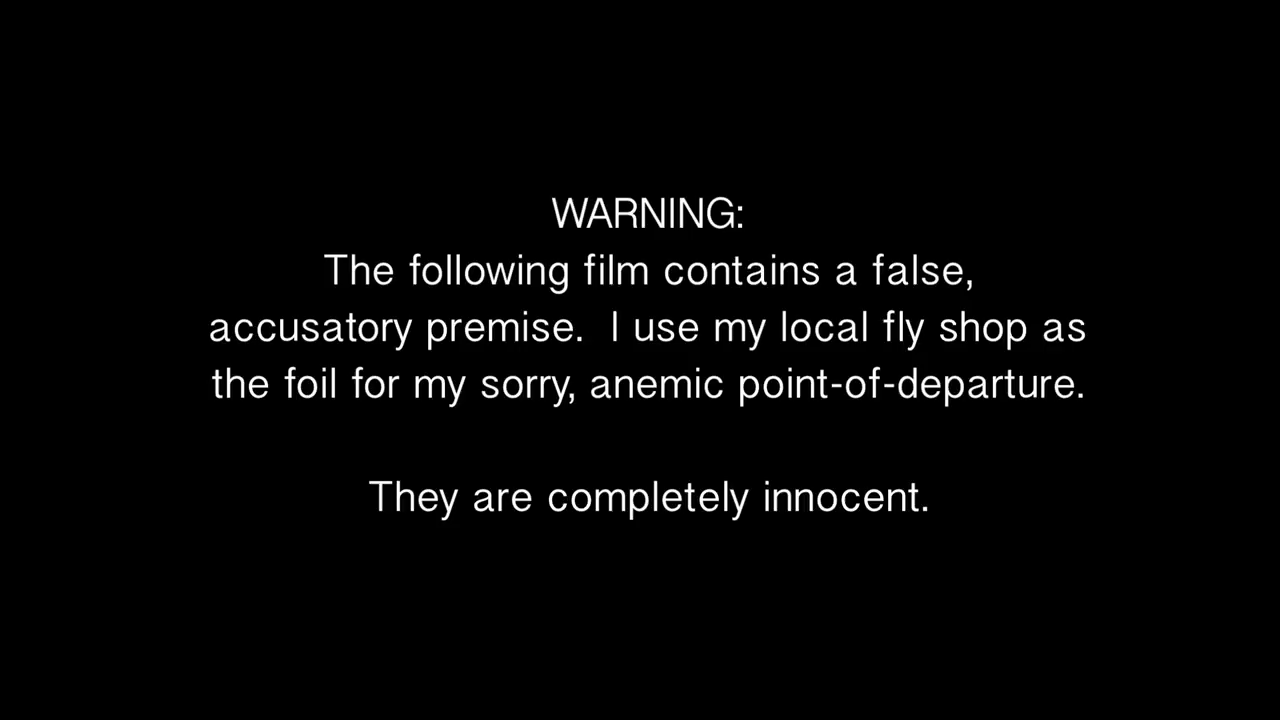 WARNING:
The following film contains a false,
accusatory premise.  I use my local fly shop as
the foil for my sorry, anemic point-of-departure.
They are completely innocent.